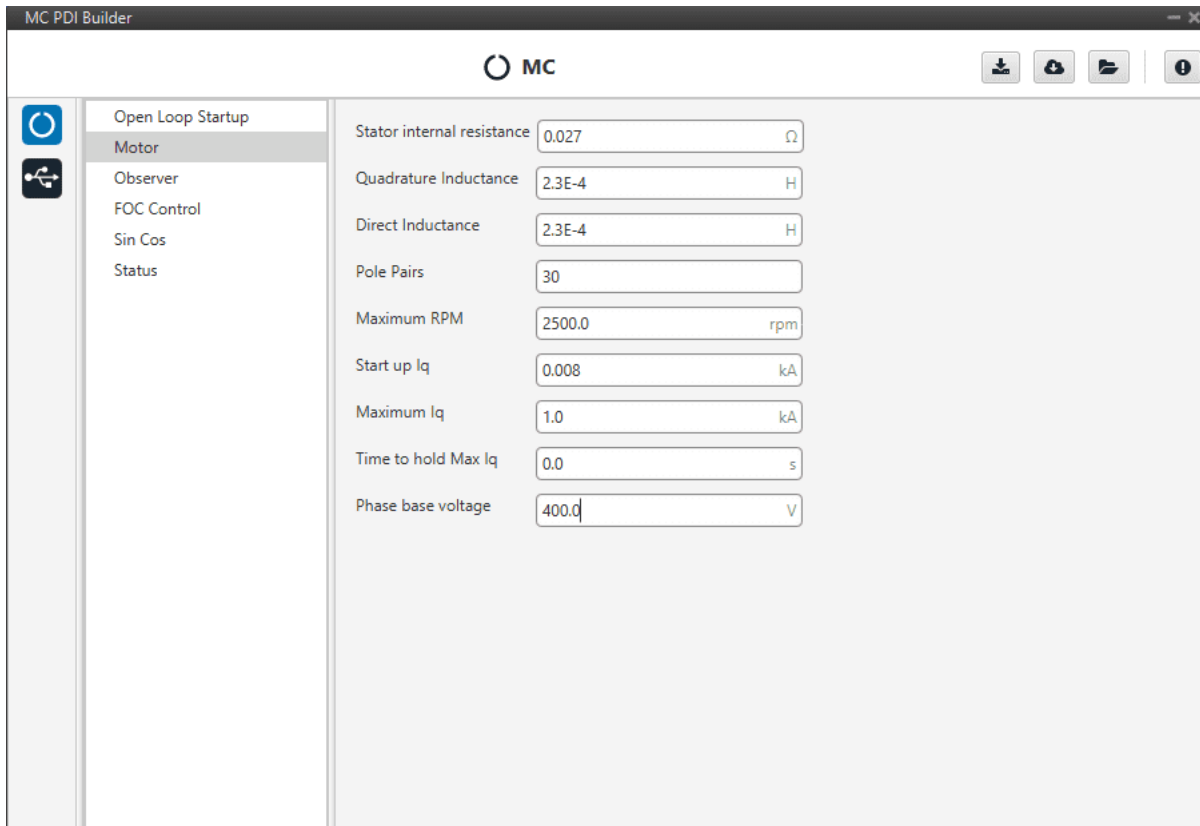 MC PDI Builder
MC
Open Loop Startup
Motor
Observer
FOC Control
Sin Cos
Status
Stator internal resistance 0.027 Ω
Quadrature Inductance 2.3E-4 H
Direct Inductance 2.3E-4 H
Pole Pairs 30
Maximum RPM 2500.0 rpm
Start up Iq 0.008 kA
Maximum Iq 1.0 kA
Time to hold Max Iq 0.0 s
Phase base voltage 400.0 V